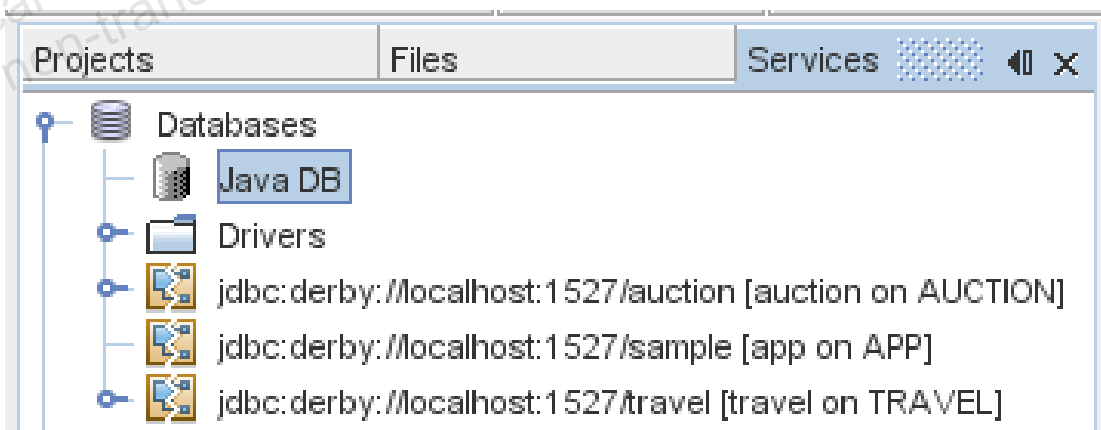 Projects Files Services
Databases
Java DB
Drivers
jdbc:derby://localhost:1527/auction [auction on AUCTION]
jdbc:derby://localhost:1527/sample [app on APP]
jdbc:derby://localhost:1527/travel [travel on TRAVEL]